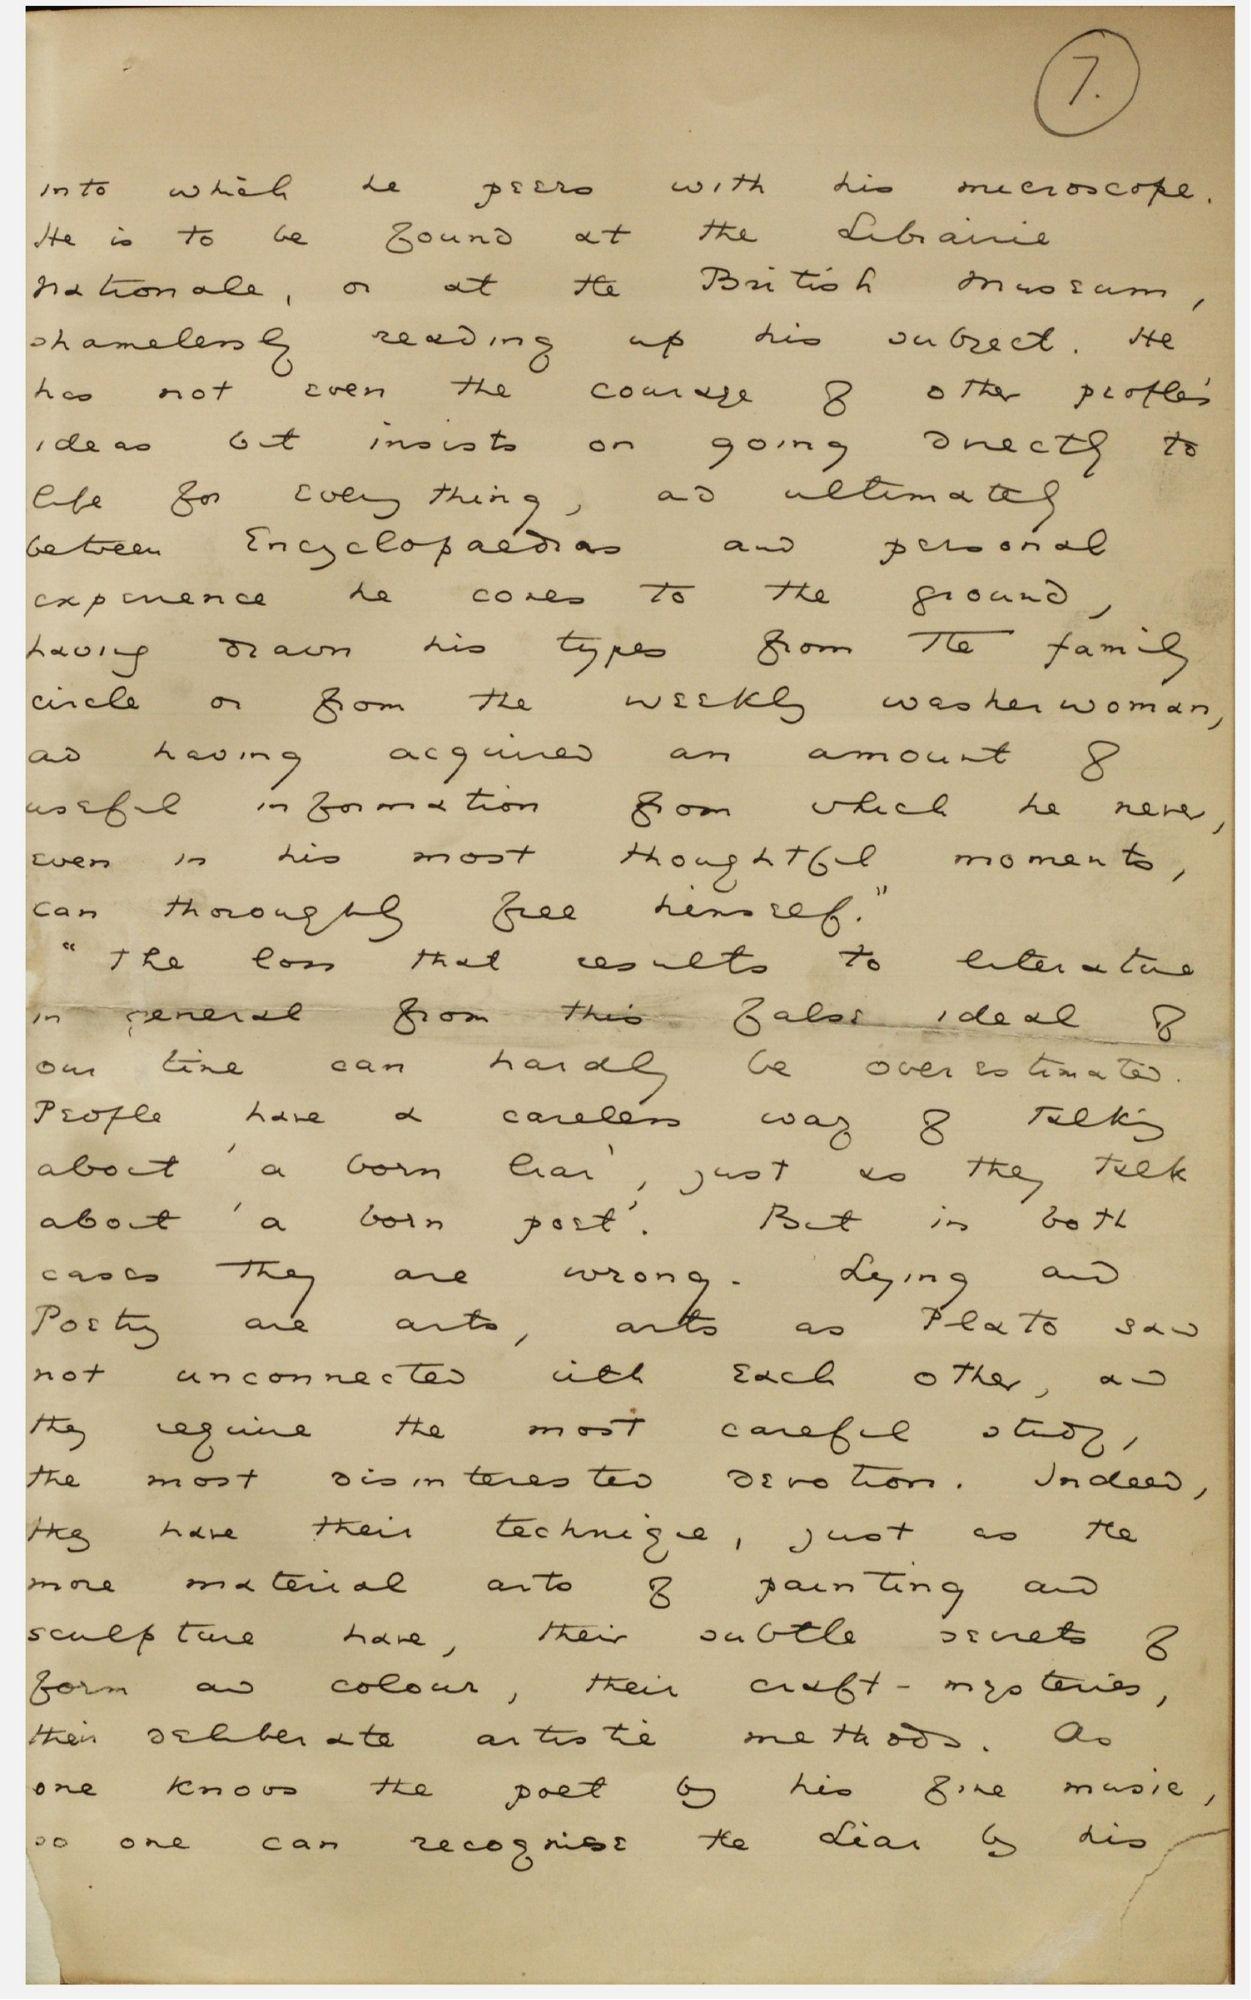 7.
into which he peers with his microscope.
He is to be found at the Librairie
Nationale, or at the British Museum,
shamelessly reading up his subject. He
has not even the courage of other people's
ideas but insists on going directly to
life for everything, and ultimately
between Encyclopaedias and personal
experience he comes to the ground,
having drawn his types from the family
circle or from the weekly washerwoman,
and having acquired an amount of
useful information from which he never,
even in his most thoughtful moments,
can thoroughly free himself."
"The loss that results to literature
in general from this false ideal of
our time can hardly be overestimated.
People have a careless way of talking
about 'a born liar', just as they talk
about 'a born poet'. But in both
cases they are wrong. Lying and
Poetry are arts, arts as Plato saw
not unconnected with each other, and
they require the most careful study,
the most disinterested devotion. Indeed,
they have their technique, just as the
more material arts of painting and
sculpture have, their subtle secrets of
form and colour, their craft-mysteries,
their deliberate artistic methods. As
one knows the poet by his fine music,
so one can recognise the Liar by his